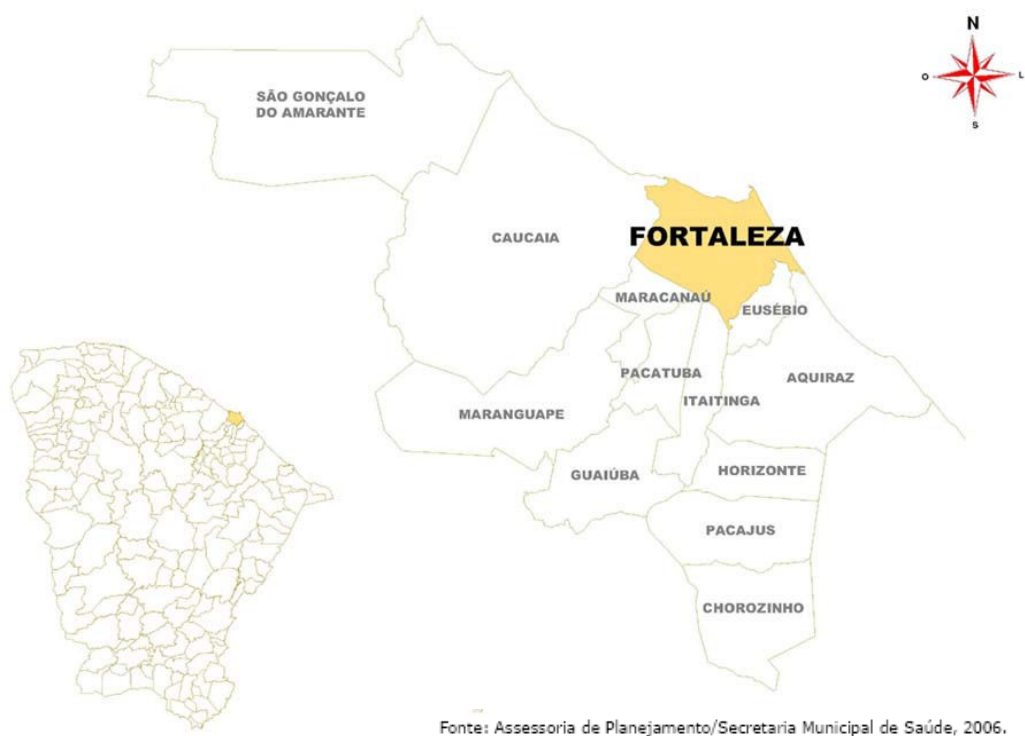 N
O
L
S
SÃO GONÇALO
DO AMARANTE
CAUCAIA
FORTALEZA
MARACANAÚ
EUSÉBIO
PACATUBA
ITAITINGA
AQUIRAZ
MARANGUAPE
GUAIÚBA
HORIZONTE
PACAJUS
CHOROZINHO
Fonte: Assessoria de Planejamento/Secretaria Municipal de Saúde, 2006.